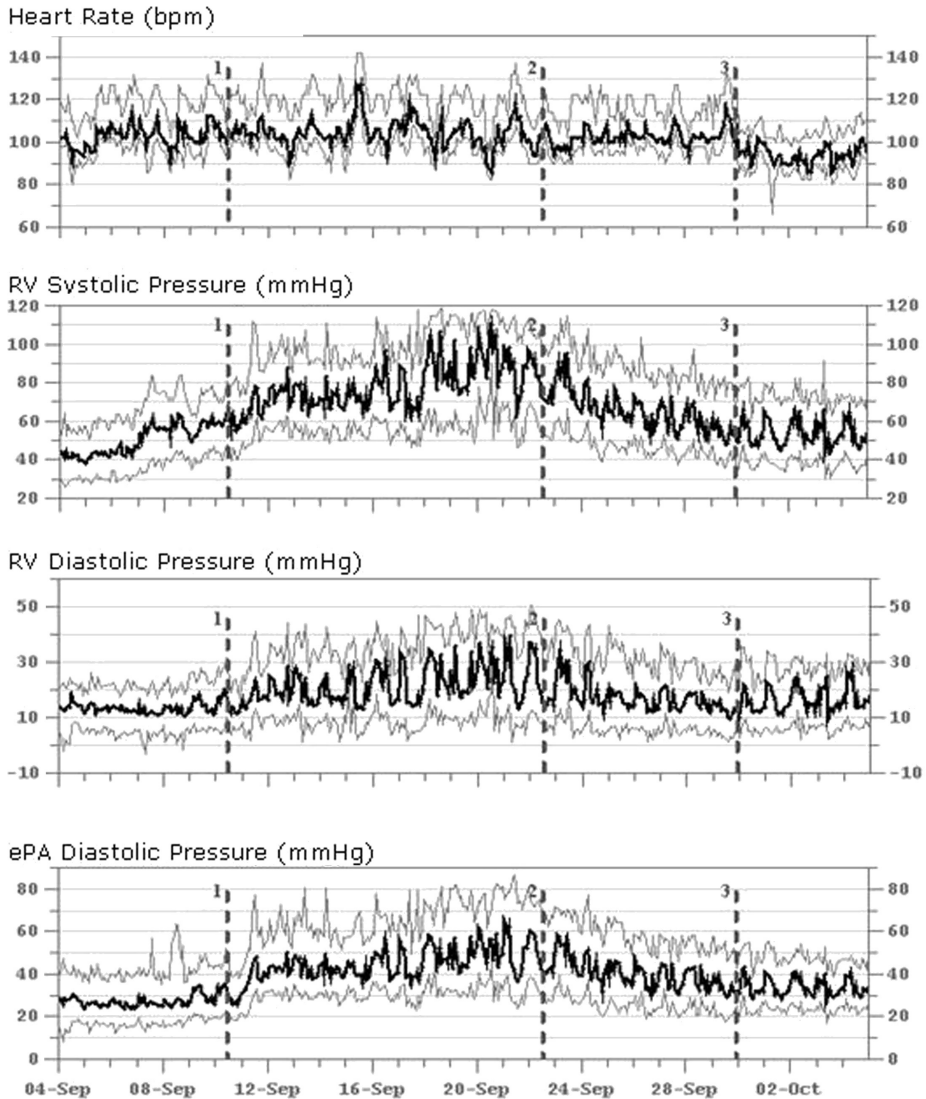 Heart Rate (bpm)
140 1 2 3 140
120 120
100 100
80 80
60 60
RV Systolic Pressure (mmHg)
120 1 2 3 120
100 100
80 80
60 60
40 40
20 20
RV Diastolic Pressure (mmHg)
50 1 2 3 50
30 30
10 10
-10 -10
ePA Diastolic Pressure (mmHg)
80 1 2 3 80
60 60
40 40
20 20
0 0
04-Sep 08-Sep 12-Sep 16-Sep 20-Sep 24-Sep 28-Sep 02-Oct